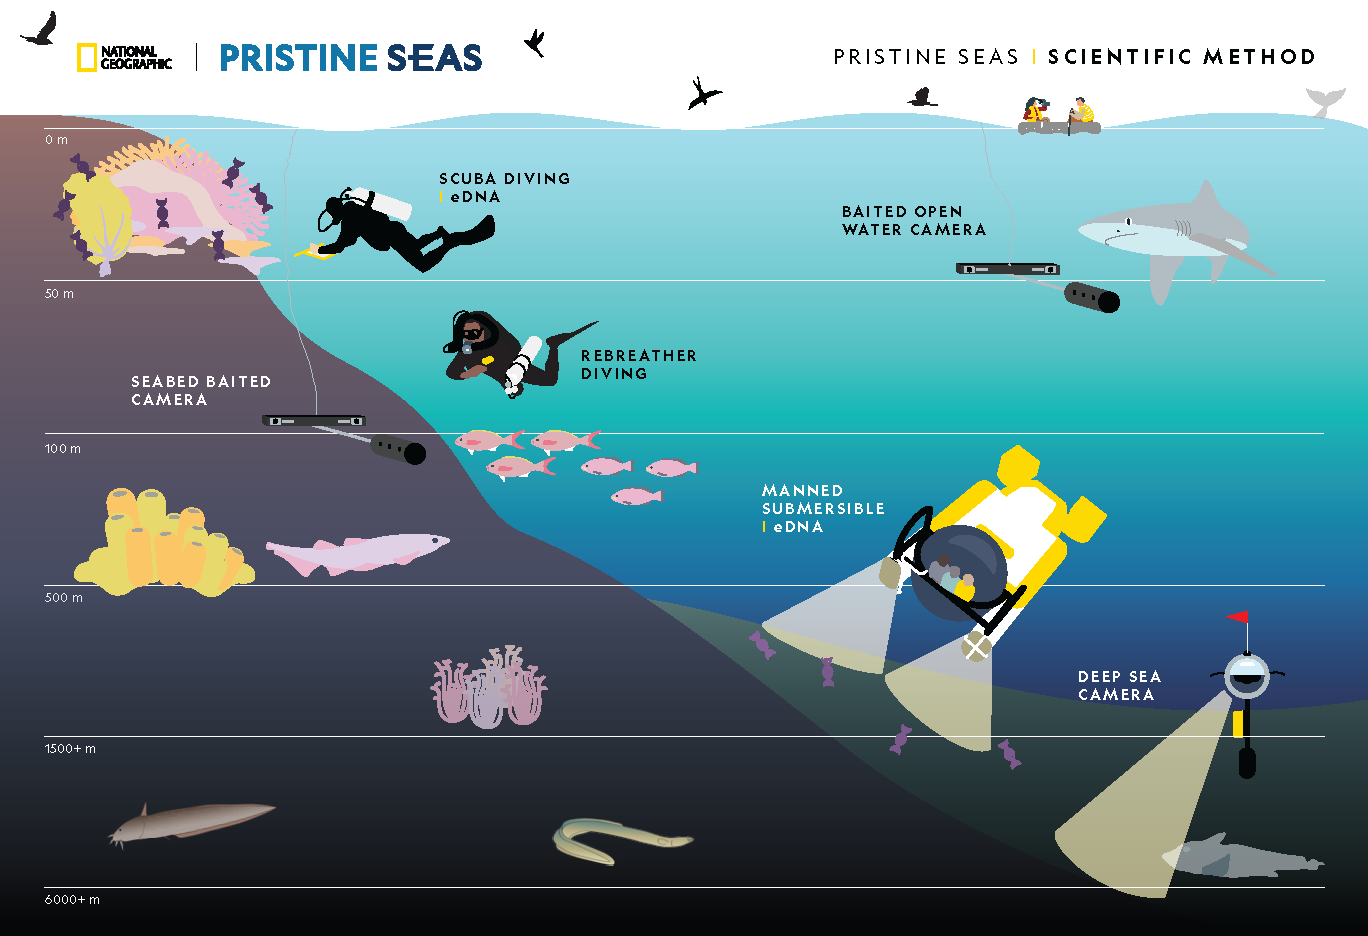 NATIONAL
GEOGRAPHIC
PRISTINE SEAS
PRISTINE SEAS | SCIENTIFIC METHOD
0 m
SCUBA DIVING
| eDNA
BAITED OPEN
WATER CAMERA
50 m
REBREATHER
DIVING
SEABED BAITED
CAMERA
100 m
MANNED
SUBMERSIBLE
| eDNA
500 m
DEEP SEA
CAMERA
1500+ m
6000+ m